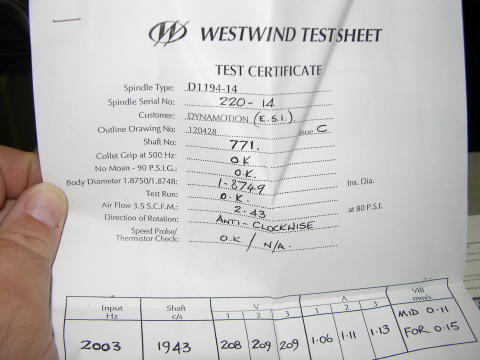 WESTWIND TESTSHEET
TEST CERTIFICATE
Spindle Type: D1194-14
Spindle Serial No: 220-14
Customer: DYNAMOTION (E.S.I.).
Outline Drawing No: 120428 issue C
Shaft No: 771.
Collet Grip at 500 Hz: O.K
No Moan - 90 P.S.I.G.: O.K.
Body Diameter 1.8750/1.8748: 1.8749 Ins. Dia.
Test Run: O.K.
Air Flow 3.5 S.C.F.M.: 2.43 at 80 P.S.I.
Direction of Rotation: ANTI-CLOCKWISE
Speed Probe/
Thermistor Check: O.K / N/A.
Input Hz Shaft c/s V A VIB mm/s
1 2 3 1 2 3
2003 1943 208 209 209 1.06 1.11 1.13 MID 0.11
FOR 0.15